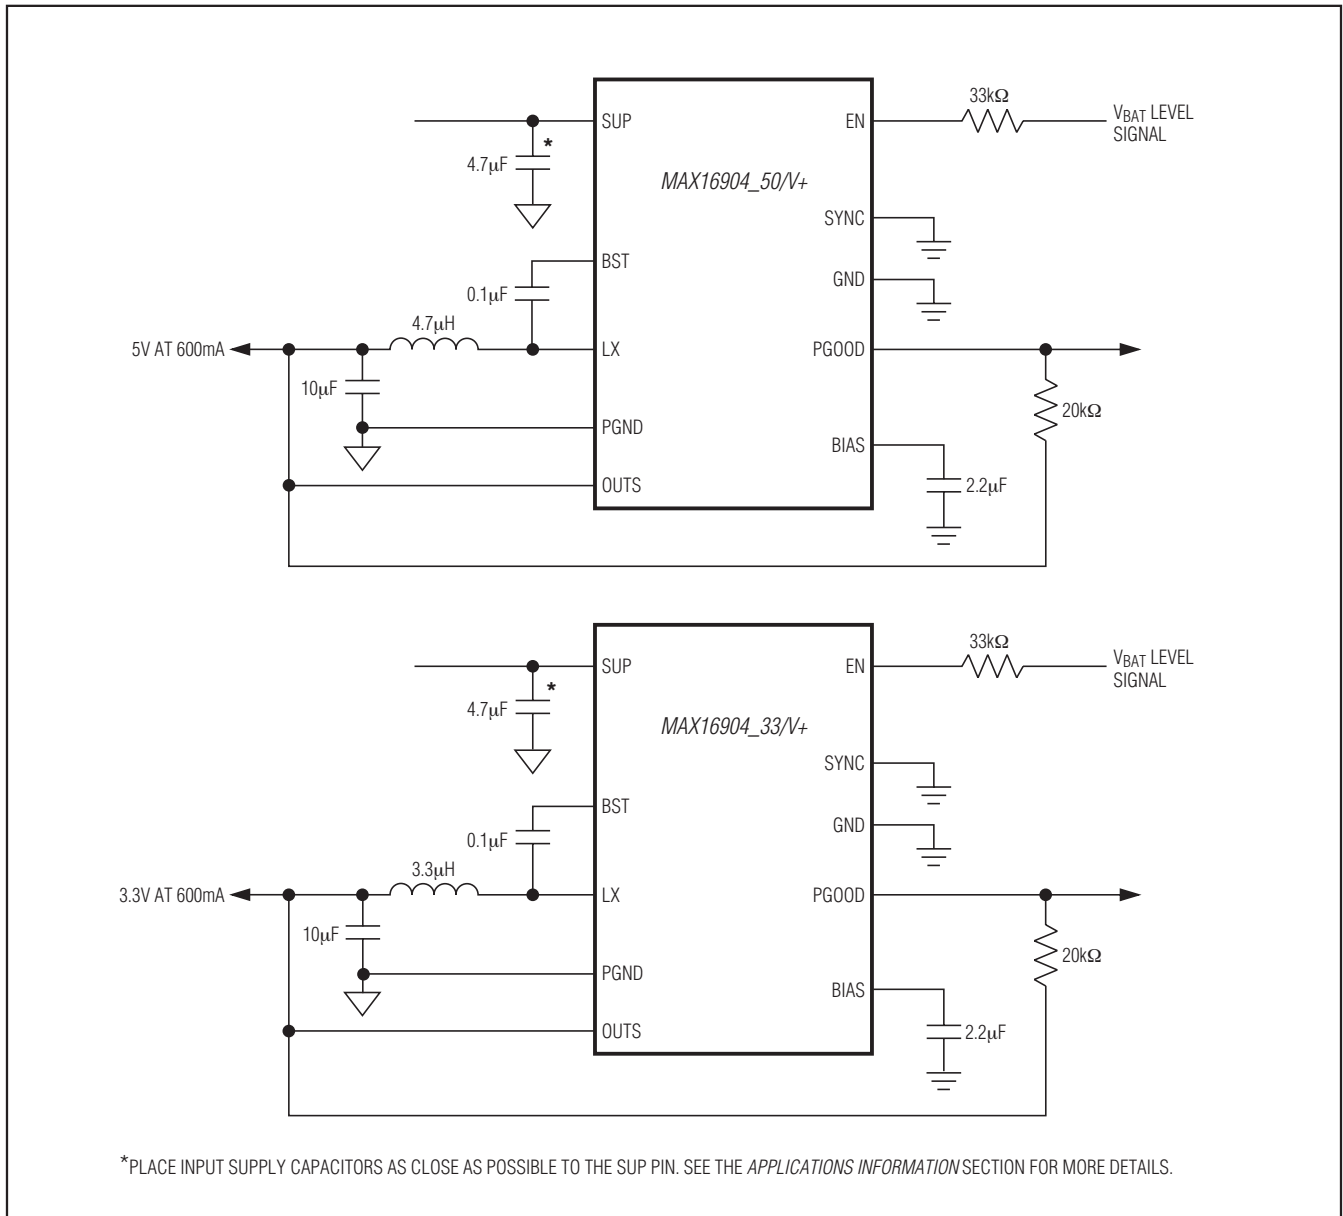 33kΩ
SUP
EN
VBAT LEVEL
SIGNAL
*
4.7µF
MAX16904_50/V+
SYNC
BST
GND
0.1µF
4.7µH
5V AT 600mA
LX
PGOOD
10µF
20kΩ
PGND
BIAS
OUTS
2.2µF
33kΩ
SUP
EN
VBAT LEVEL
SIGNAL
*
4.7µF
MAX16904_33/V+
SYNC
BST
GND
0.1µF
3.3µH
3.3V AT 600mA
LX
PGOOD
10µF
20kΩ
PGND
BIAS
OUTS
2.2µF
*PLACE INPUT SUPPLY CAPACITORS AS CLOSE AS POSSIBLE TO THE SUP PIN. SEE THE APPLICATIONS INFORMATION SECTION FOR MORE DETAILS.